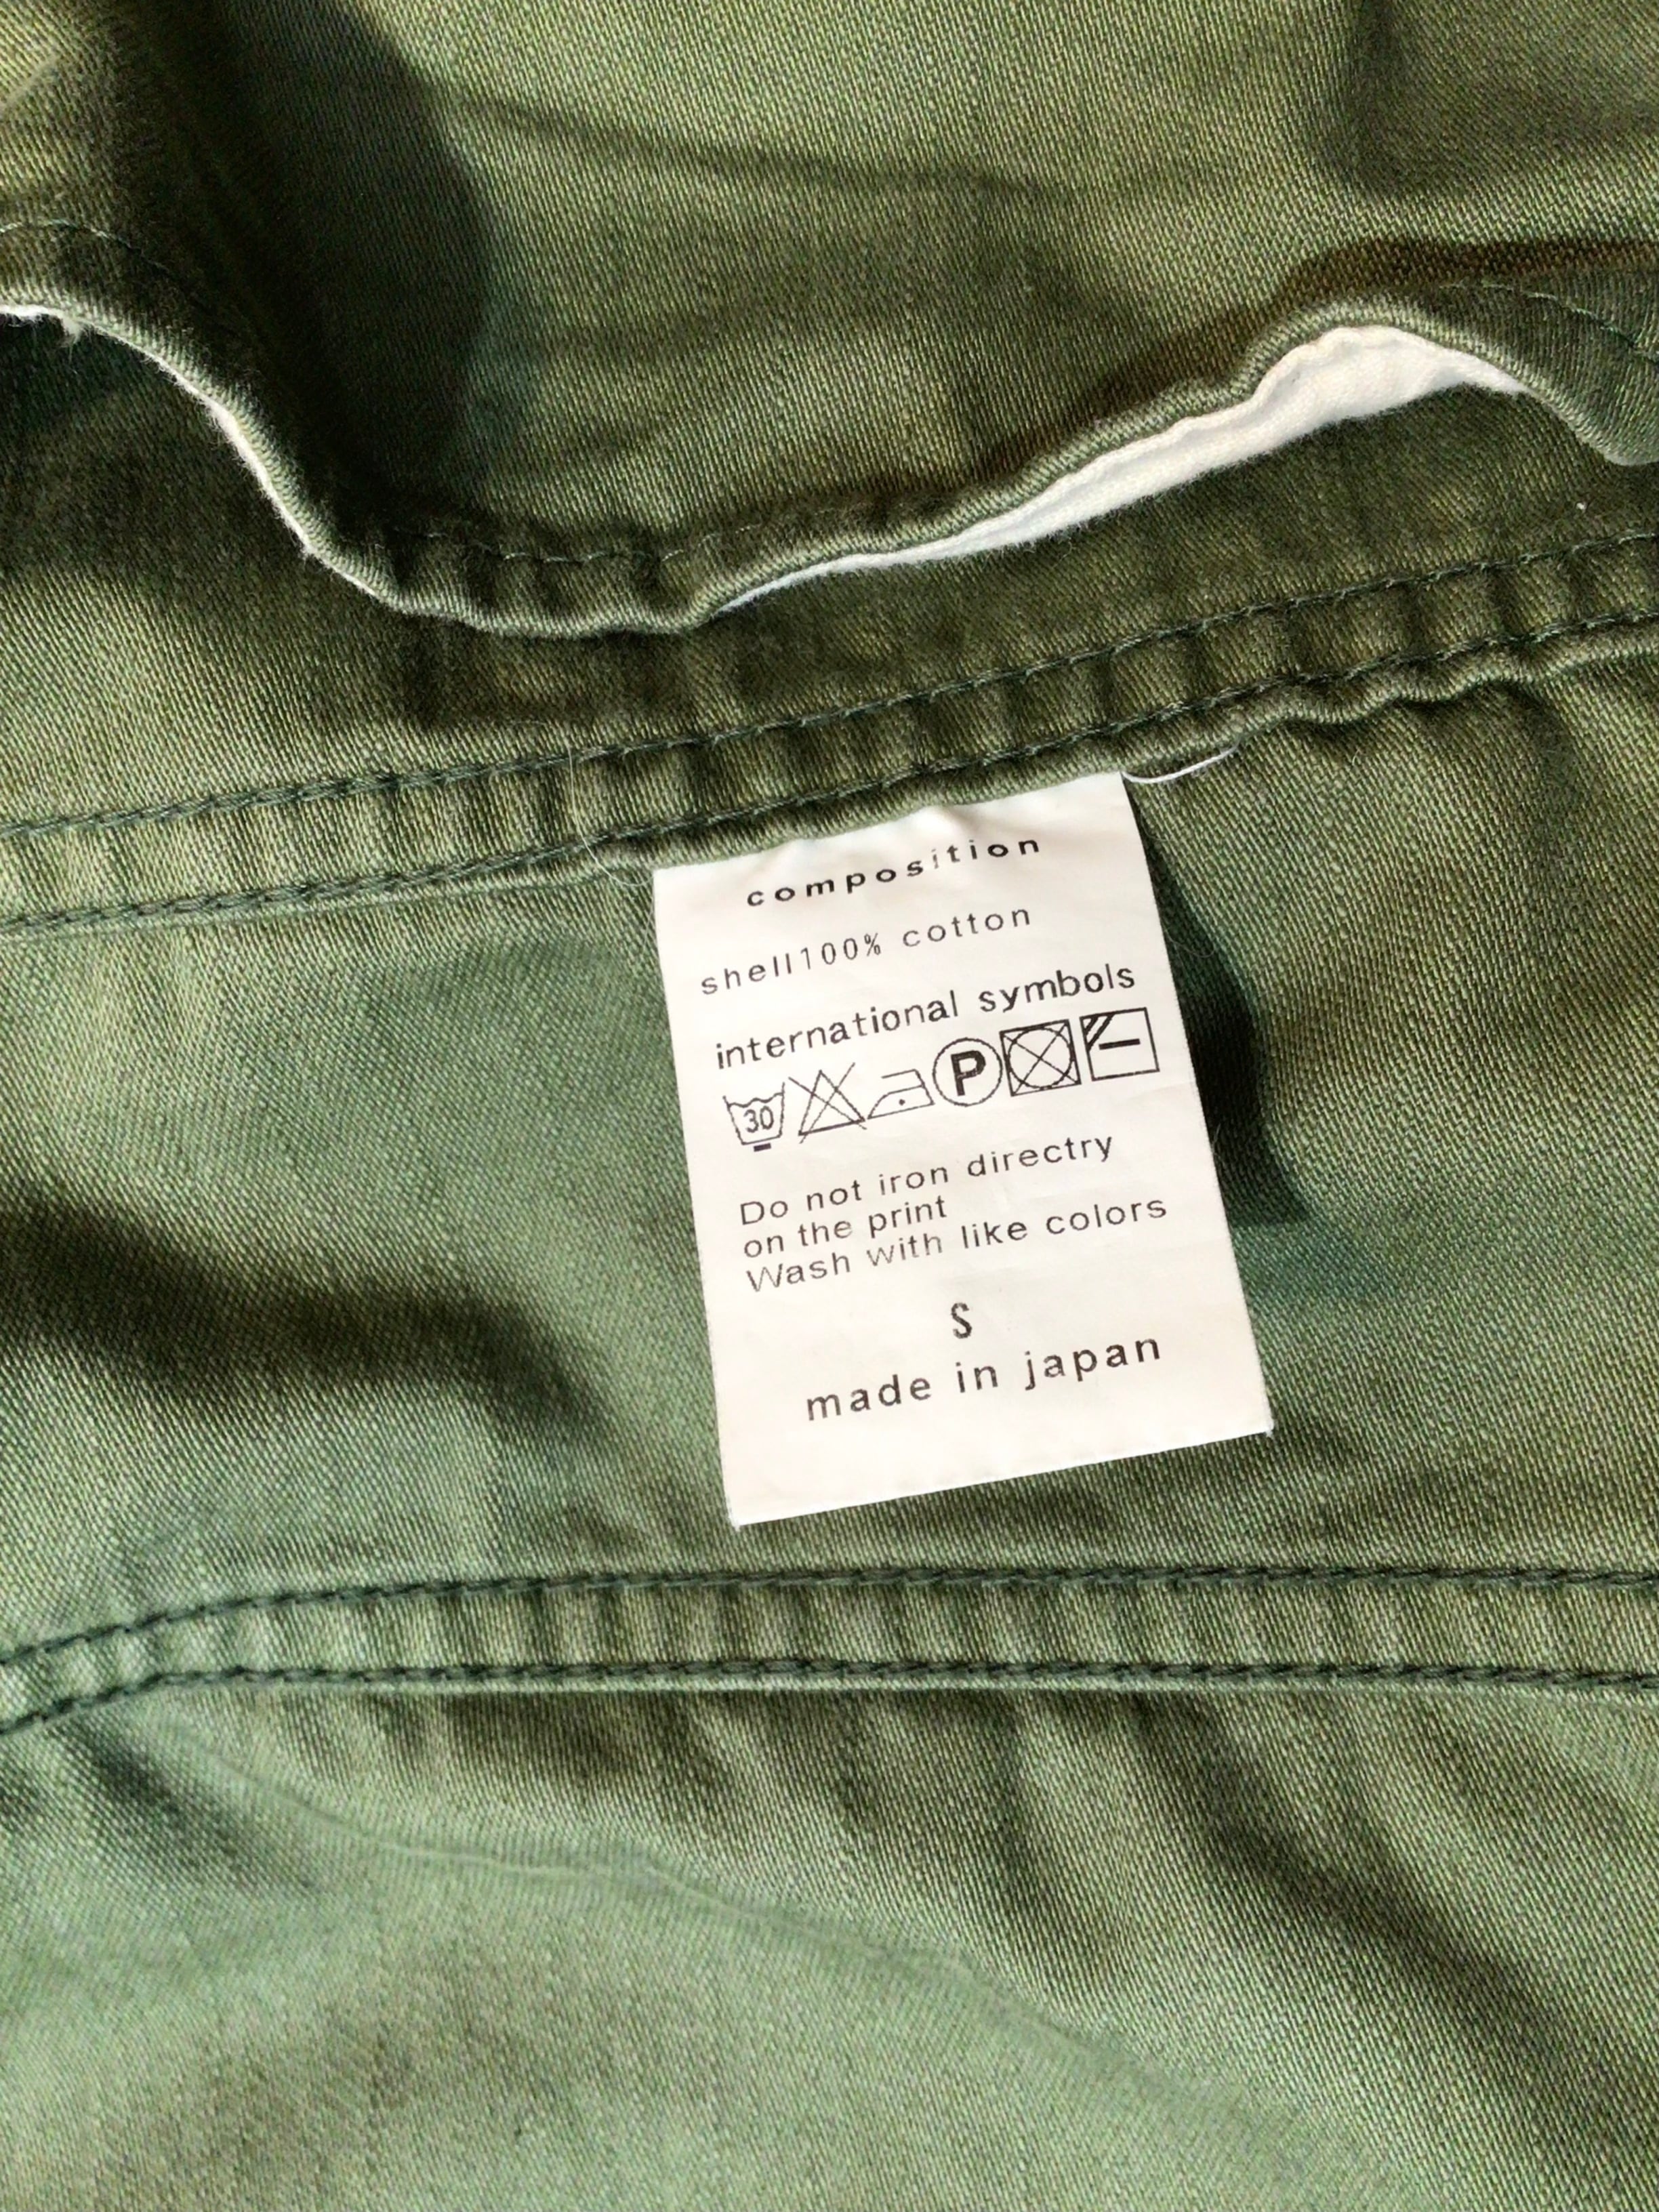 composition
shell100% cotton
international symbols
30 P
Do not iron directry
on the print
Wash with like colors
S
made in japan